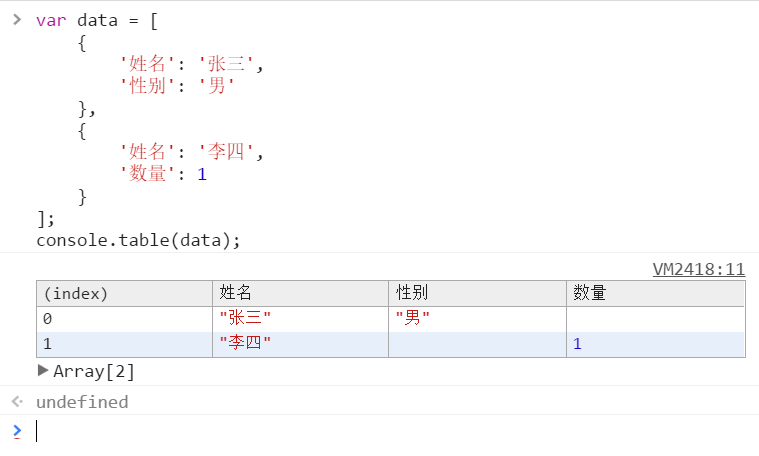 var data = [
{
'姓名': '张三',
'性别': '男'
},
{
'姓名': '李四',
'数量': 1
}
];
console.table(data);
VM2418:11
(index) 姓名 性别 数量
0 "张三" "男"
1 "李四" 1
Array[2]
undefined